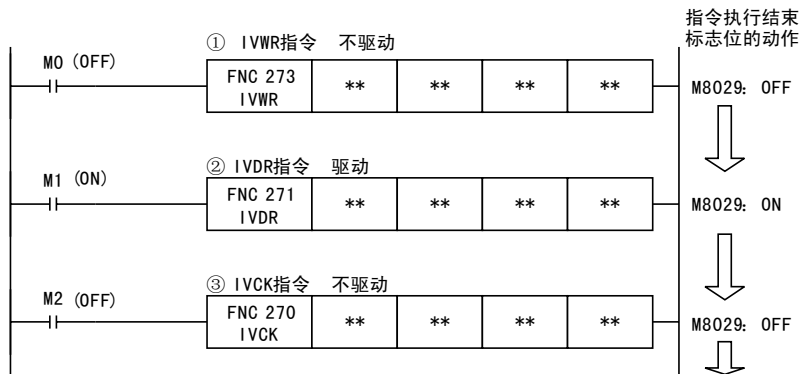 指令执行结束
标志位的动作
① IVWR指令 不驱动
M0 (OFF)
FNC 273
IVWR
** ** ** **
M8029: OFF
② IVDR指令 驱动
M1 (ON)
FNC 271
IVDR
** ** ** **
M8029: ON
③ IVCK指令 不驱动
M2 (OFF)
FNC 270
IVCK
** ** ** **
M8029: OFF